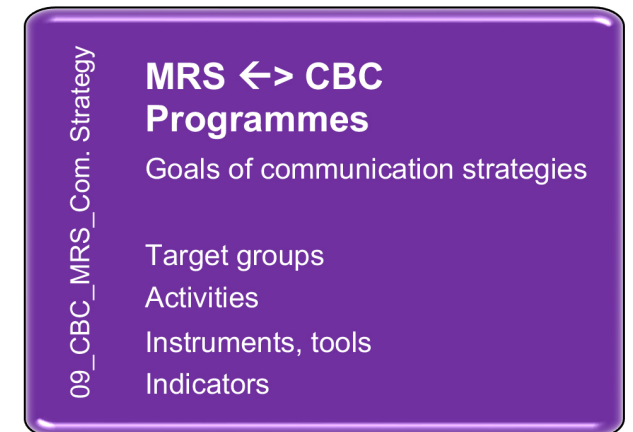 09_CBC_MRS_Com. Strategy
MRS ←> CBC
Programmes
Goals of communication strategies
Target groups
Activities
Instruments, tools
Indicators